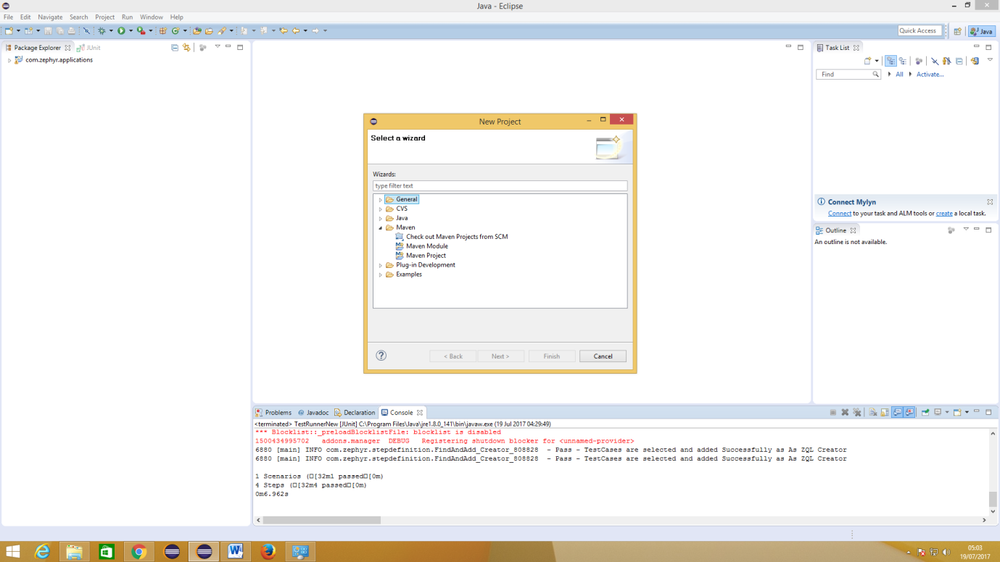 Java - Eclipse
File Edit Navigate Search Project Run Window Help
Quick Access Java
Package Explorer JUnit
com.zephyr.applications
Task List
Find All Activate...
New Project
Select a wizard
Wizards:
type filter text
General
CVS
Java
Maven
Check out Maven Projects from SCM
Maven Module
Maven Project
Plug-in Development
Examples
< Back Next > Finish Cancel
Connect Mylyn
Connect to your task and ALM tools or create a local task.
Outline
An outline is not available.
Problems @ Javadoc Declaration Console
<terminated> TestRunnerNew [JUnit] C:\Program Files\Java\jre1.8.0_141\bin\javaw.exe (19 Jul 2017 04:29:49)
*** Blocklist::_preloadBlocklistFile: blocklist is disabled
1500434995702 addons.manager DEBUG Registering shutdown blocker for <unnamed-provider>
6880 [main] INFO com.zephyr.stepdefinition.FindAndAdd_Creator_808828 - Pass - TestCases are selected and added Successfully as As ZQL Creator
6880 [main] INFO com.zephyr.stepdefinition.FindAndAdd_Creator_808828 - Pass - TestCases are selected and added Successfully as As ZQL Creator
1 Scenarios (□[32m1 passed□[0m)
4 Steps (□[32m4 passed□[0m)
0m6.962s
05:03
19/07/2017